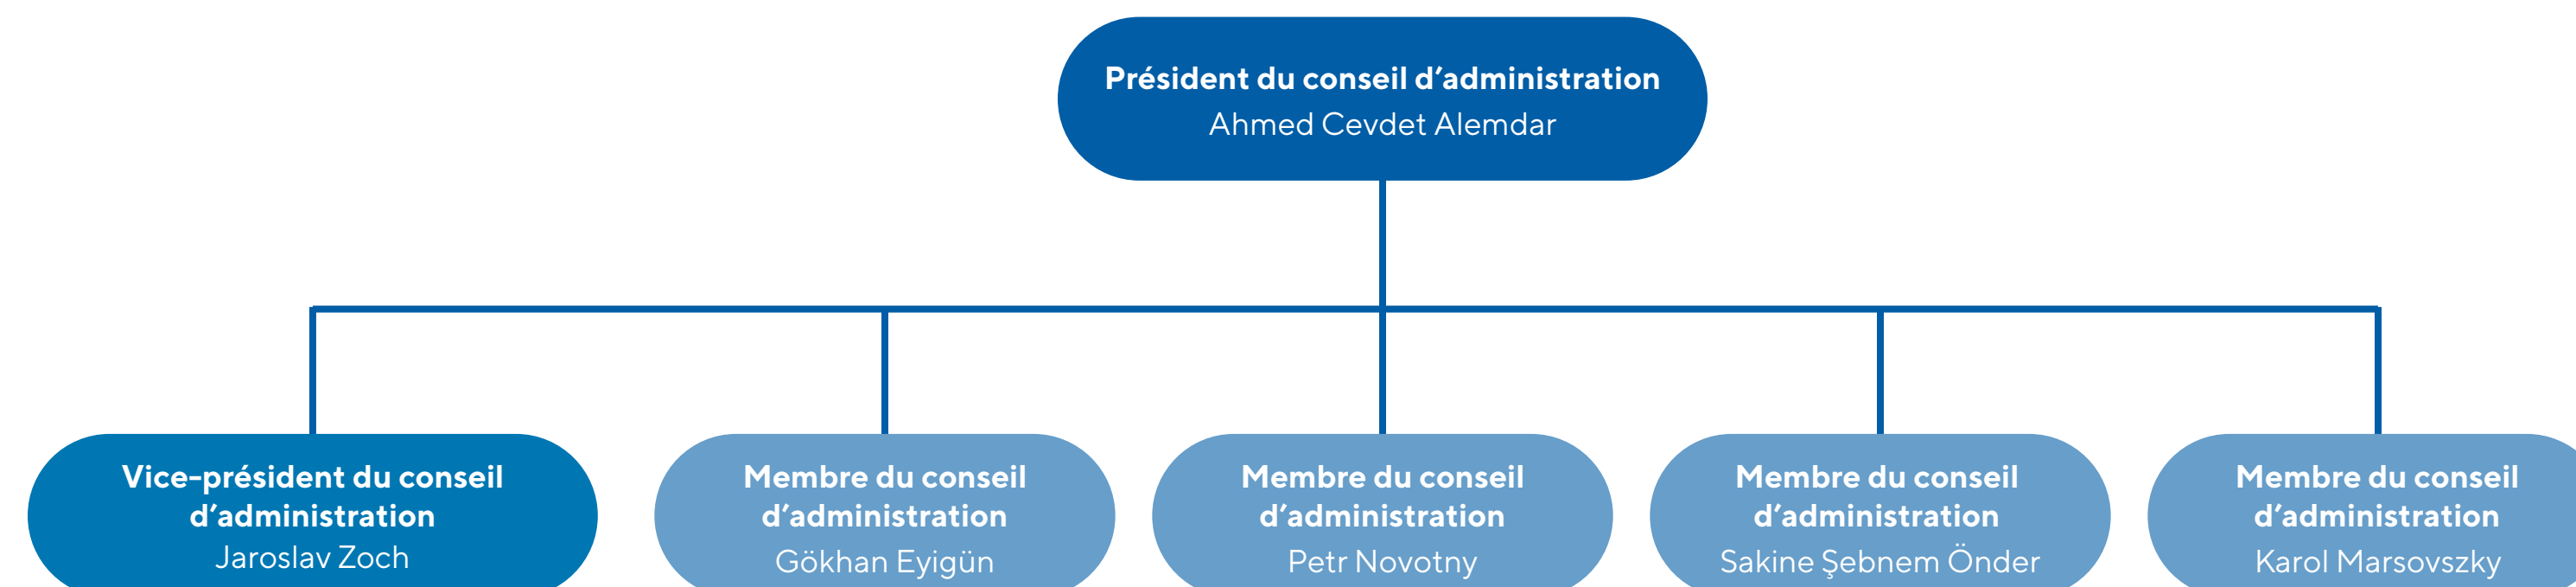 Président du conseil d’administration
Ahmed Cevdet Alemdar
Vice-président du conseil
d’administration
Jaroslav Zoch
Membre du conseil
d’administration
Gökhan Eyigün
Membre du conseil
d’administration
Petr Novotny
Membre du conseil
d’administration
Sakine Şebnem Önder
Membre du conseil
d’administration
Karol Marsovszky